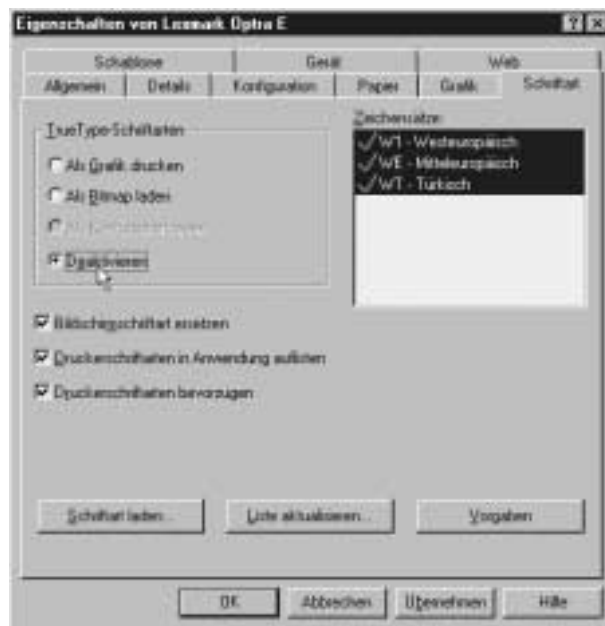 Eigenschaften von Lexmark Optra E
Schablone Gerät Web
Allgemein Details Konfiguration Papier Grafik Schriftart
TrueType-Schriftarten
Als Grafik drucken
Als Bitmap laden
Deaktivieren
Zeichensätze:
W1 - Westeuropäisch
WE - Mitteleuropäisch
WT - Türkisch
Bildschirmschriftart ersetzen
Druckerschriftarten in Anwendung auflisten
Druckerschriftarten bevorzugen
Schriftart laden... Liste aktualisieren... Vorgaben
OK Abbrechen Übernehmen Hilfe